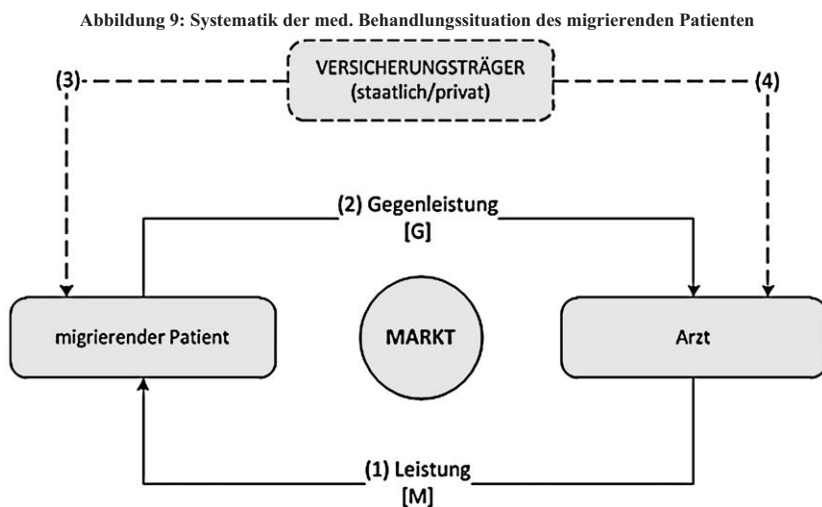 Abbildung 9: Systematik der med. Behandlungssituation des migrierenden Patienten
(3)
VERSICHERUNGSTRÄGER
(staatlich/privat)
(4)
(2) Gegenleistung
[G]
migrierender Patient
MARKT
Arzt
(1) Leistung
[M]